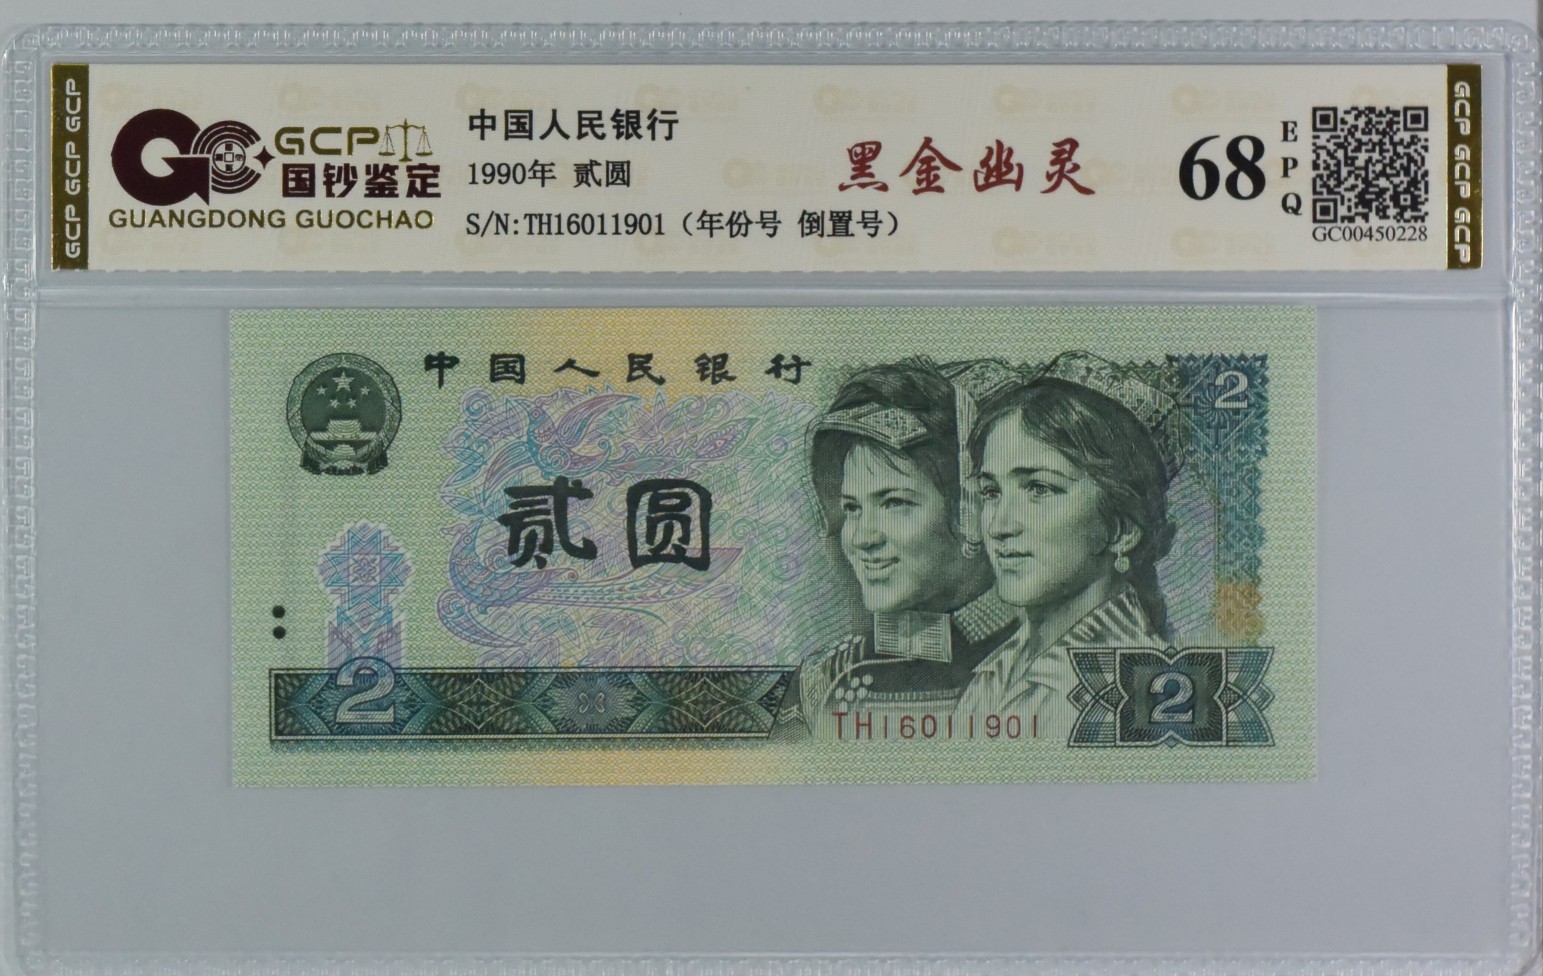 GCP GCP GCP
GCP
国钞鉴定
GUANGDONG GUOCHAO
中国人民银行
1990年 贰圆
S/N:TH16011901（年份号 倒置号）
黑金幽灵
68
EPQ
GC00450228
GCP GCP GCP
中国人民银行
2
贰圆
2
TH16011901
2